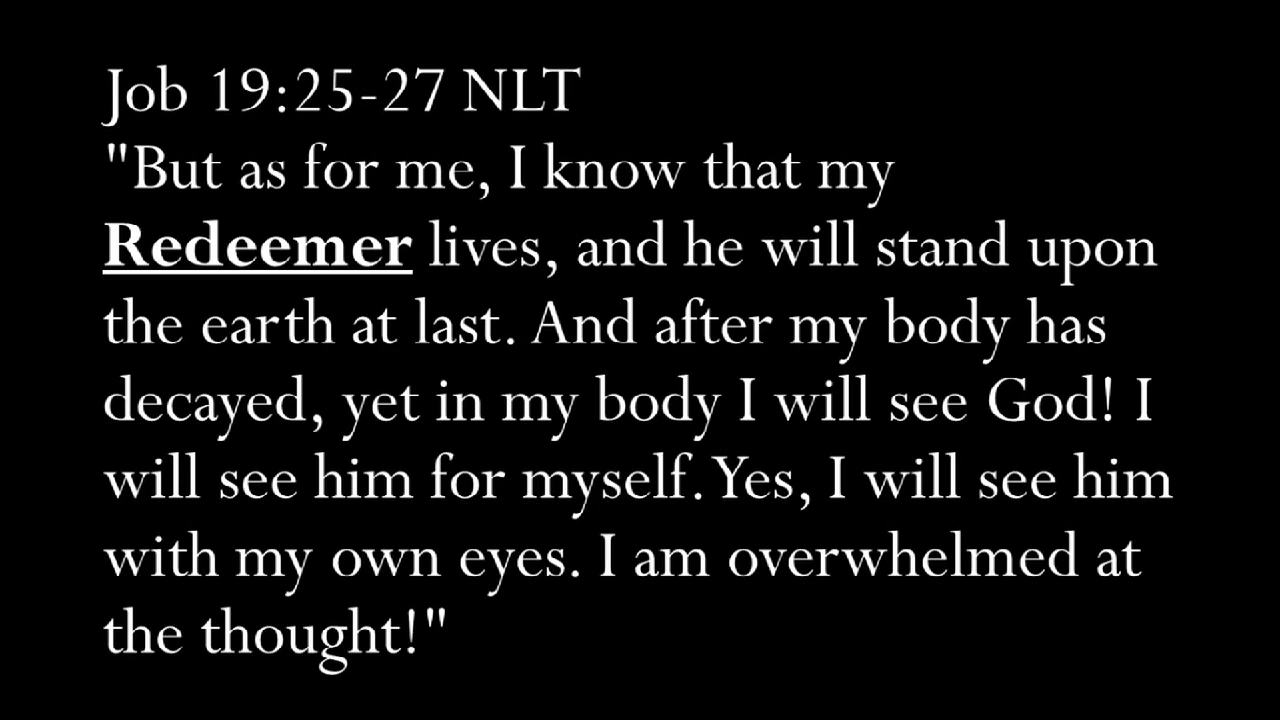 Job 19:25-27 NLT
"But as for me, I know that my
Redeemer lives, and he will stand upon
the earth at last. And after my body has
decayed, yet in my body I will see God! I
will see him for myself. Yes, I will see him
with my own eyes. I am overwhelmed at
the thought!"